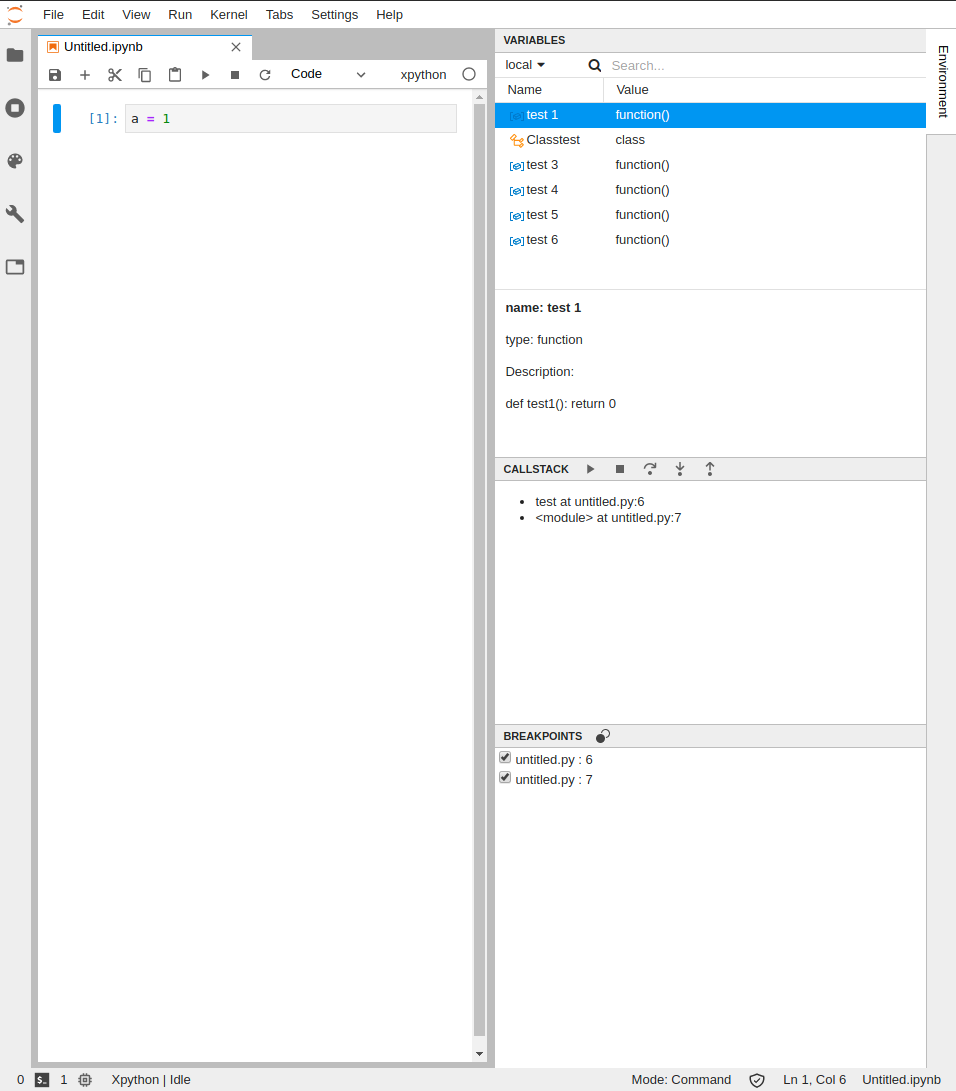 File Edit View Run Kernel Tabs Settings Help
Untitled.ipynb
Code xpython
[1]: a = 1
VARIABLES
local Search...
Name Value
test 1 function()
Classtest class
test 3 function()
test 4 function()
test 5 function()
test 6 function()
name: test 1
type: function
Description:
def test1(): return 0
CALLSTACK
• test at untitled.py:6
• <module> at untitled.py:7
BREAKPOINTS
untitled.py : 6
untitled.py : 7
Environment
0 $_ 1 Xpython | Idle Mode: Command Ln 1, Col 6 Untitled.ipynb